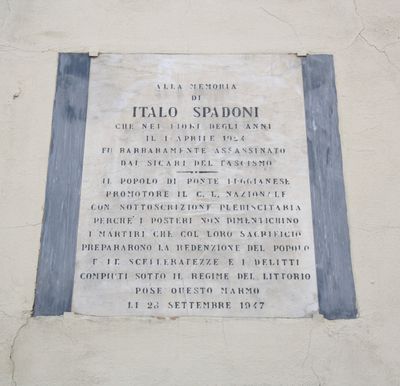 ALLA MEMORIA
DI
ITALO SPADONI
CHE NEI FIORI DEGLI ANNI
IL 1 APRILE 1924
FU BARBARAMENTE ASSASSINATO
DAI SICARI DEL FASCISMO
IL POPOLO DI PONTE BUGGIANESE
PROMOTORE IL C. L. NAZIONALE
CON SOTTOSCRIZIONE PLEBISCITARIA
PERCHE' I POSTERI NON DIMENTICHINO
I MARTIRI CHE COL LORO SACRIFICIO
PREPARARONO LA REDENZIONE DEL POPOLO
E LE SCELLERATEZZE E I DELITTI
COMPIUTI SOTTO IL REGIME DEL LITTORIO
POSE QUESTO MARMO
LI 28 SETTEMBRE 1947